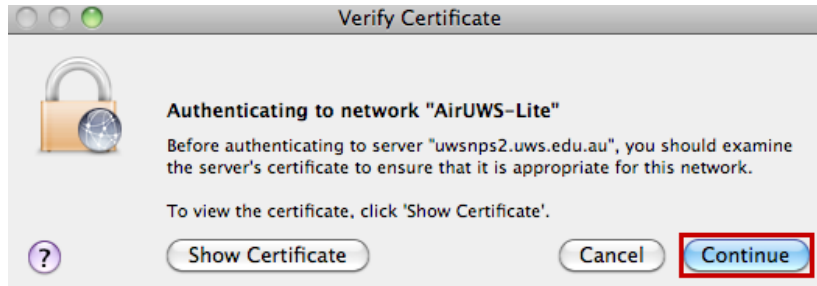 Verify Certificate
Authenticating to network "AirUWS-Lite"
Before authenticating to server "uwsnps2.uws.edu.au", you should examine
the server's certificate to ensure that it is appropriate for this network.
To view the certificate, click 'Show Certificate'.
? Show Certificate Cancel Continue